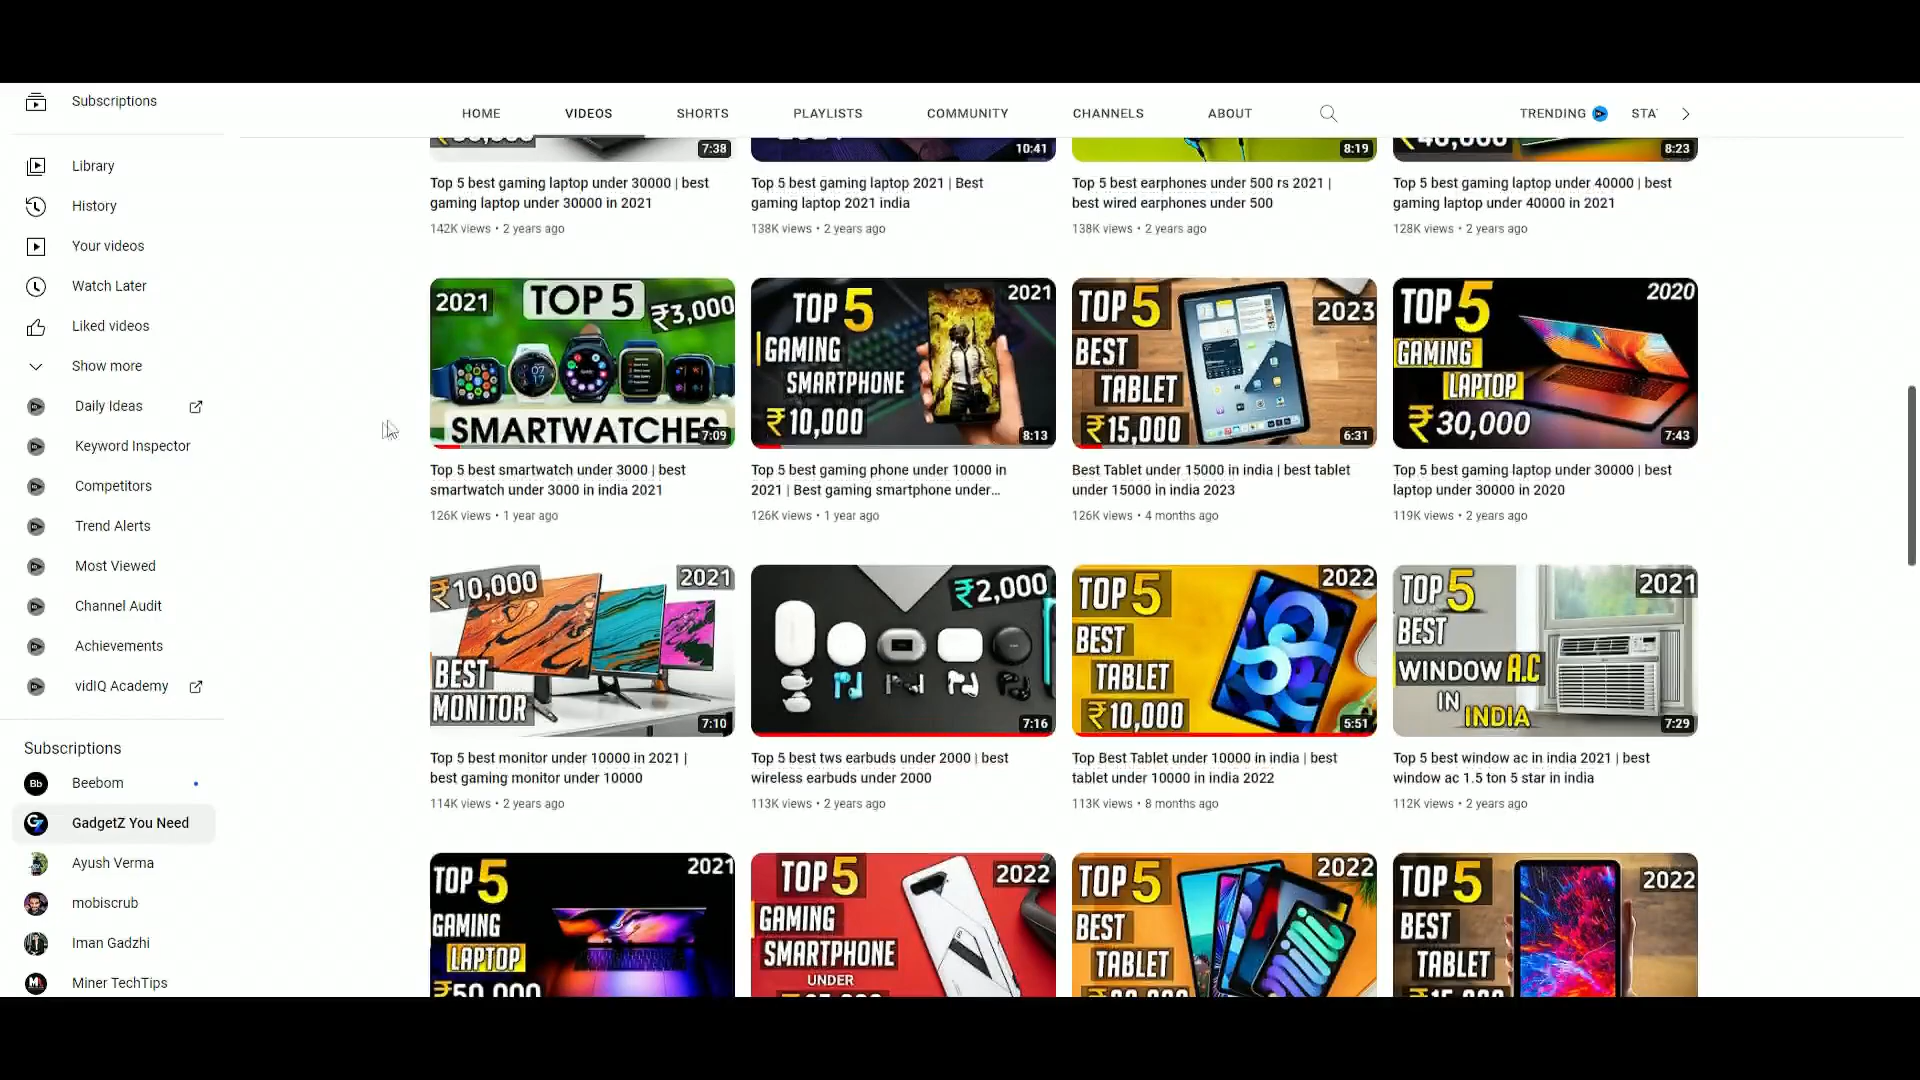 Subscriptions
HOME
VIDEOS
SHORTS
PLAYLISTS
COMMUNITY
CHANNELS
ABOUT
TRENDING
STA
Library
History
Your videos
Watch Later
Liked videos
Show more
Daily Ideas
Keyword Inspector
Competitors
Trend Alerts
Most Viewed
Channel Audit
Achievements
vidIQ Academy
Subscriptions
Bb
Beebom
GadgetZ You Need
Ayush Verma
mobiscrub
Iman Gadzhi
Miner TechTips
7:38
Top 5 best gaming laptop under 30000 | best
gaming laptop under 30000 in 2021
142K views • 2 years ago
10:41
Top 5 best gaming laptop 2021 | Best
gaming laptop 2021 india
138K views • 2 years ago
8:19
Top 5 best earphones under 500 rs 2021 |
best wired earphones under 500
138K views • 2 years ago
₹40,000
8:23
Top 5 best gaming laptop under 40000 | best
gaming laptop under 40000 in 2021
128K views • 2 years ago
2021
TOP 5
₹3,000
SMARTWATCHES
7:09
Top 5 best smartwatch under 3000 | best
smartwatch under 3000 in india 2021
126K views • 1 year ago
2021
TOP 5
GAMING
SMARTPHONE
₹10,000
8:13
Top 5 best gaming phone under 10000 in
2021 | Best gaming smartphone under...
126K views • 1 year ago
TOP 5
2023
BEST
TABLET
₹15,000
6:31
Best Tablet under 15000 in india | best tablet
under 15000 in india 2023
126K views • 4 months ago
TOP 5
2020
GAMING
LAPTOP
₹30,000
7:43
Top 5 best gaming laptop under 30000 | best
laptop under 30000 in 2020
119K views • 2 years ago
₹10,000
2021
BEST
MONITOR
7:10
Top 5 best monitor under 10000 in 2021 |
best gaming monitor under 10000
114K views • 2 years ago
₹2,000
7:16
Top 5 best tws earbuds under 2000 | best
wireless earbuds under 2000
113K views • 2 years ago
TOP 5
2022
BEST
TABLET
₹10,000
5:51
Top Best Tablet under 10000 in india | best
tablet under 10000 in india 2022
113K views • 8 months ago
TOP 5
2021
BEST
WINDOW A.C
IN
INDIA
7:29
Top 5 best window ac in india 2021 | best
window ac 1.5 ton 5 star in india
112K views • 2 years ago
TOP 5
2021
GAMING
LAPTOP
₹50,000
TOP 5
2022
GAMING
SMARTPHONE
UNDER
TOP 5
2022
BEST
TABLET
TOP 5
2022
BEST
TABLET
₹15,000